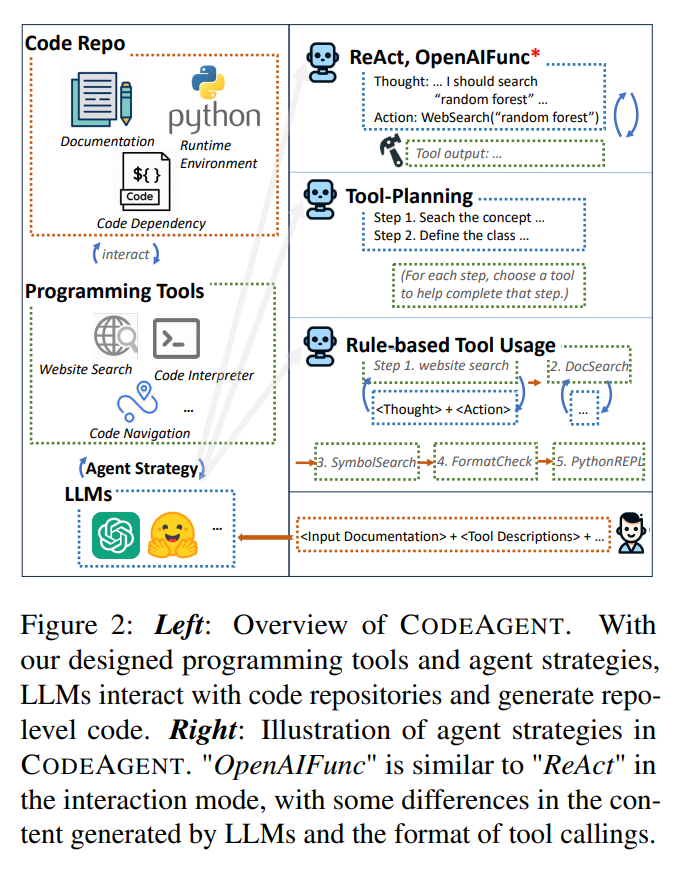 Code Repo
Documentation
python
Runtime
Environment
${ }
Code
Code Dependency
interact
Programming Tools
Website Search
Code Interpreter
...
Code Navigation
Agent Strategy
LLMs
...
ReAct, OpenAIFunc*
Thought: ... I should search
“random forest” ...
Action: WebSearch(“random forest”)
Tool output: ...
Tool-Planning
Step 1. Seach the concept ...
Step 2. Define the class ...
(For each step, choose a tool
to help complete that step.)
Rule-based Tool Usage
Step 1. website search
2. DocSearch
<Thought> + <Action>
...
3. SymbolSearch
4. FormatCheck
5. PythonREPL
<Input Documentation> + <Tool Descriptions> + ...
Figure 2: Left: Overview of CODEAGENT. With
our designed programming tools and agent strategies,
LLMs interact with code repositories and generate repo-
level code. Right: Illustration of agent strategies in
CODEAGENT. "OpenAIFunc" is similar to "ReAct" in
the interaction mode, with some differences in the con-
tent generated by LLMs and the format of tool callings.